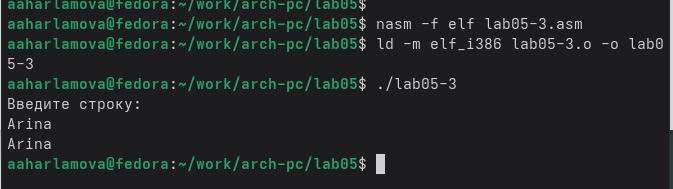 aaharlamova@fedora:~/work/arch-pc/lab05$
aaharlamova@fedora:~/work/arch-pc/lab05$ nasm -f elf lab05-3.asm
aaharlamova@fedora:~/work/arch-pc/lab05$ ld -m elf_i386 lab05-3.o -o lab0
5-3
aaharlamova@fedora:~/work/arch-pc/lab05$ ./lab05-3
Введите строку:
Arina
Arina
aaharlamova@fedora:~/work/arch-pc/lab05$